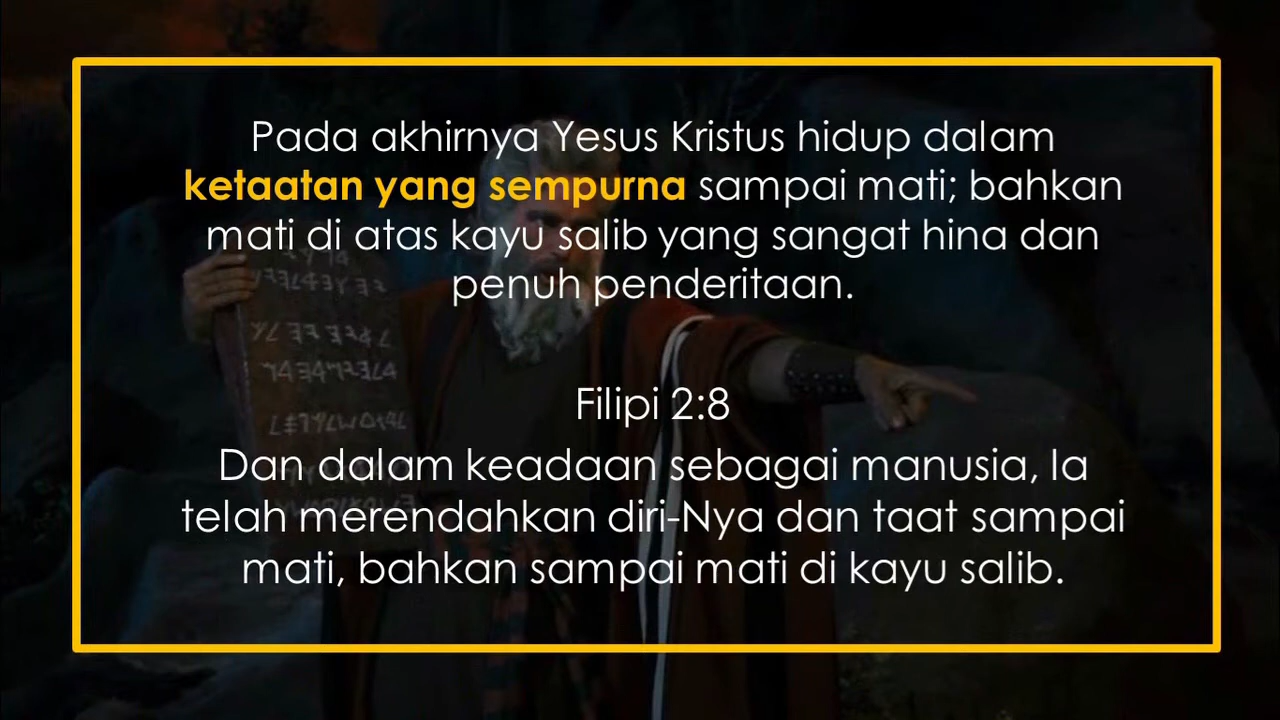 Pada akhirnya Yesus Kristus hidup dalam
ketaatan yang sempurna sampai mati; bahkan
mati di atas kayu salib yang sangat hina dan
penuh penderitaan.
Filipi 2:8
Dan dalam keadaan sebagai manusia, Ia
telah merendahkan diri-Nya dan taat sampai
mati, bahkan sampai mati di kayu salib.